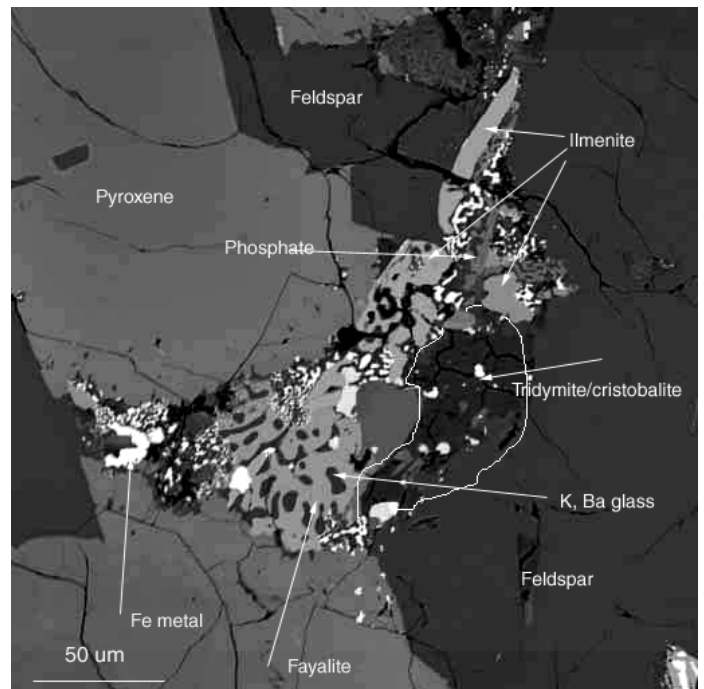 Feldspar
Ilmenite
Pyroxene
Phosphate
Tridymite/cristobalite
K, Ba glass
Feldspar
Fe metal
50 um
Fayalite